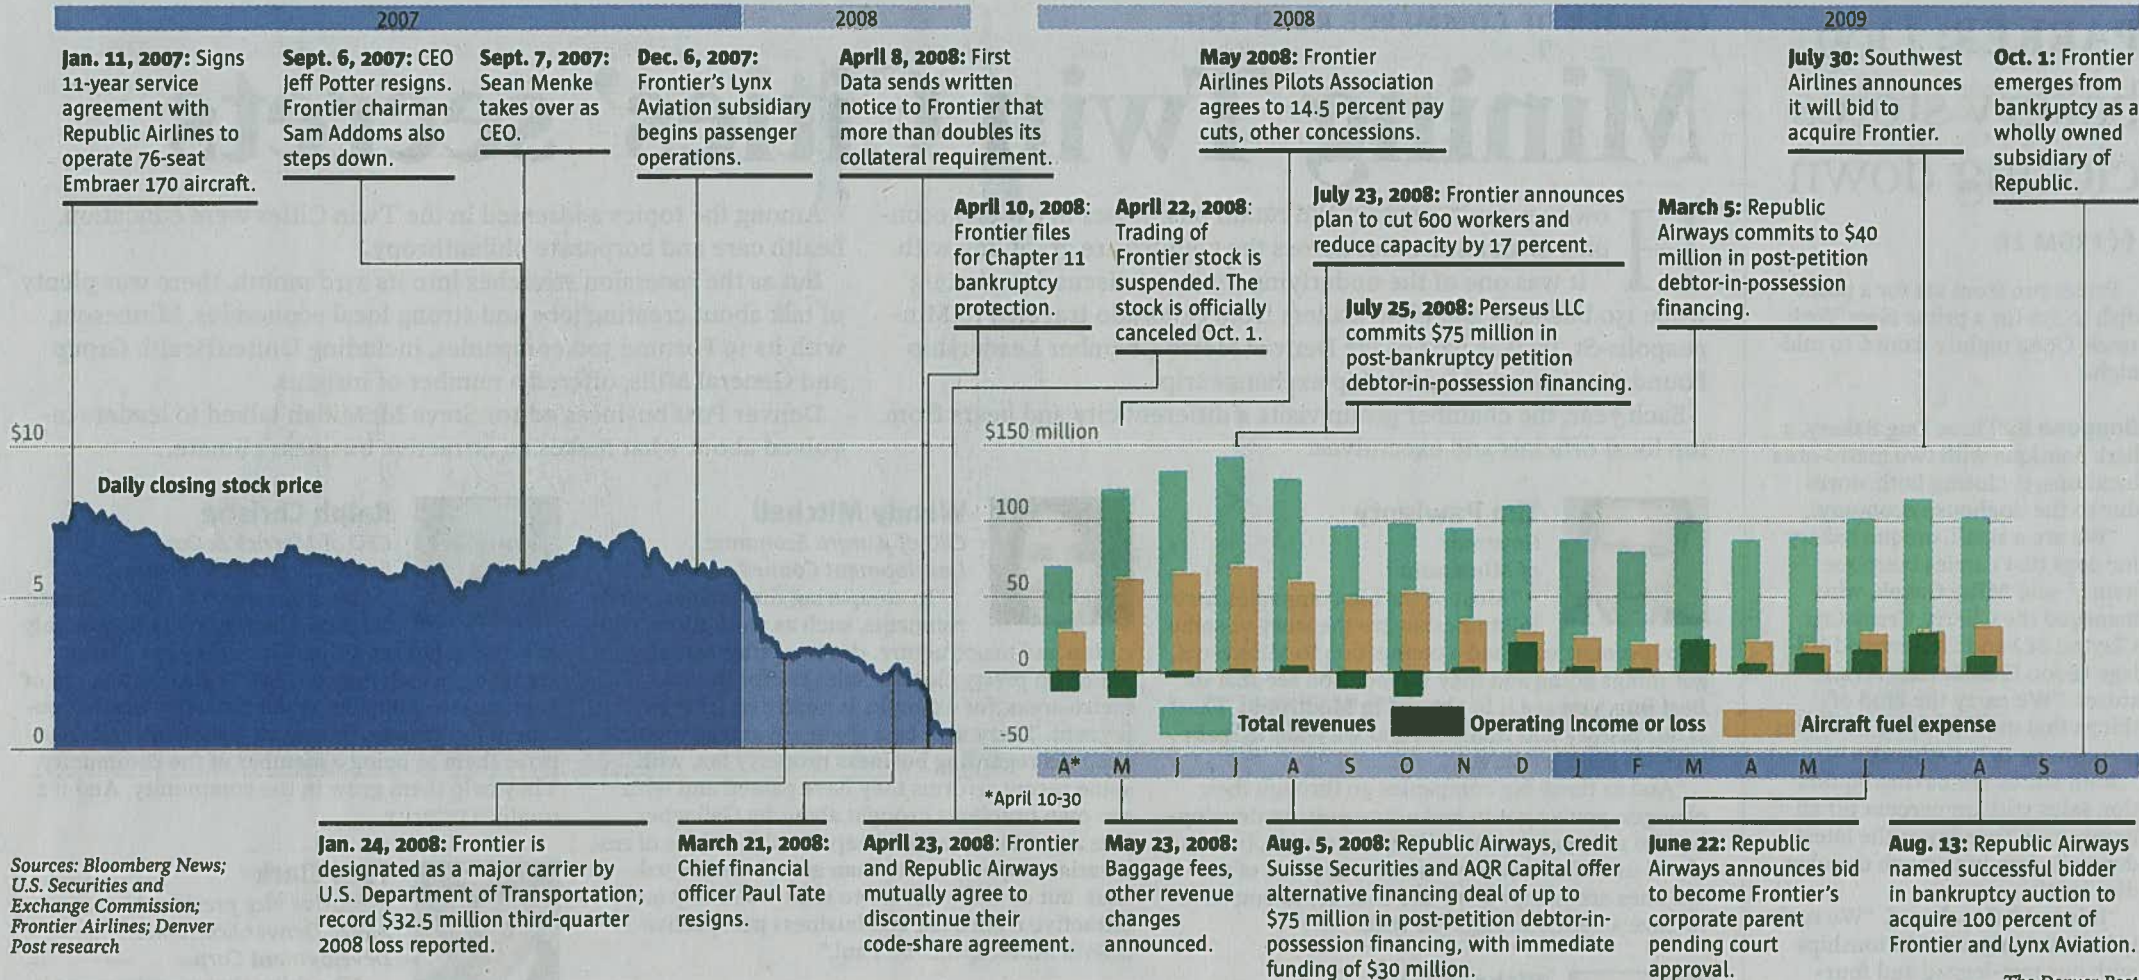 2007
2008
2008
2009
Jan. 11, 2007: Signs
11-year service
agreement with
Republic Airlines to
operate 76-seat
Embraer 170 aircraft.
Sept. 6, 2007: CEO
Jeff Potter resigns.
Frontier chairman
Sam Addoms also
steps down.
Sept. 7, 2007:
Sean Menke
takes over as
CEO.
Dec. 6, 2007:
Frontier's Lynx
Aviation subsidiary
begins passenger
operations.
April 8, 2008: First
Data sends written
notice to Frontier that
more than doubles its
collateral requirement.
April 10, 2008:
Frontier files
for Chapter 11
bankruptcy
protection.
April 22, 2008:
Trading of
Frontier stock is
suspended. The
stock is officially
canceled Oct. 1.
May 2008: Frontier
Airlines Pilots Association
agrees to 14.5 percent pay
cuts, other concessions.
July 23, 2008: Frontier announces
plan to cut 600 workers and
reduce capacity by 17 percent.
July 25, 2008: Perseus LLC
commits $75 million in
post-bankruptcy petition
debtor-in-possession financing.
March 5: Republic
Airways commits to $40
million in post-petition
debtor-in-possession
financing.
July 30: Southwest
Airlines announces
it will bid to
acquire Frontier.
Oct. 1: Frontier
emerges from
bankruptcy as a
wholly owned
subsidiary of
Republic.
$10
Daily closing stock price
5
0
$150 million
100
50
0
-50
Total revenues
Operating income or loss
Aircraft fuel expense
A* M J J A S O N D J F M A M J J A S O
*April 10-30
Jan. 24, 2008: Frontier is
designated as a major carrier by
U.S. Department of Transportation;
record $32.5 million third-quarter
2008 loss reported.
March 21, 2008:
Chief financial
officer Paul Tate
resigns.
April 23, 2008: Frontier
and Republic Airways
mutually agree to
discontinue their
code-share agreement.
May 23, 2008:
Baggage fees,
other revenue
changes
announced.
Aug. 5, 2008: Republic Airways, Credit
Suisse Securities and AQR Capital offer
alternative financing deal of up to
$75 million in post-petition debtor-in-
possession financing, with immediate
funding of $30 million.
June 22: Republic
Airways announces bid
to become Frontier's
corporate parent
pending court
approval.
Aug. 13: Republic Airways
named successful bidder
in bankruptcy auction to
acquire 100 percent of
Frontier and Lynx Aviation.
Sources: Bloomberg News;
U.S. Securities and
Exchange Commission;
Frontier Airlines; Denver
Post research
The Denver Post